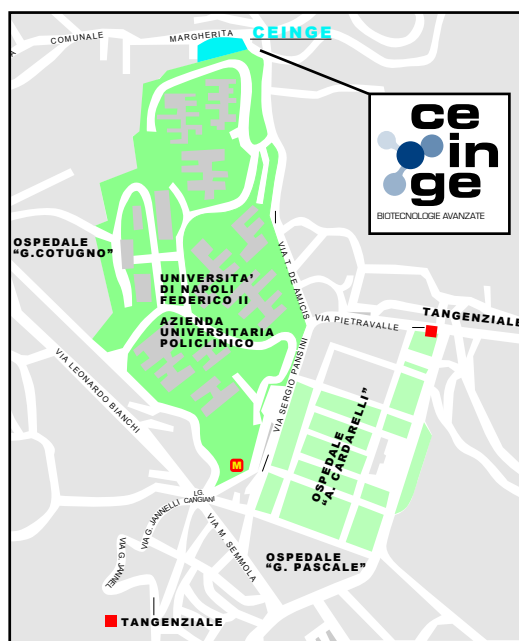 COMUNALE MARGHERITA CEINGE
ce
in
ge
BIOTECNOLOGIE AVANZATE
OSPEDALE
“G.COTUGNO”
UNIVERSITA’
DI NAPOLI
FEDERICO II
AZIENDA
UNIVERSITARIA
POLICLINICO
VIA T. DE AMICIS
TANGENZIALE
VIA PIETRAVALLE
VIA SERGIO PANSINI
VIA LEONARDO BIANCHI
OSPEDALE
“A. CARDARELLI”
M
LG.
CANGIANI
VIA G. JANNELLI
VIA M. SEMMOLA
VIA G. JANNEL
OSPEDALE
“G. PASCALE”
TANGENZIALE